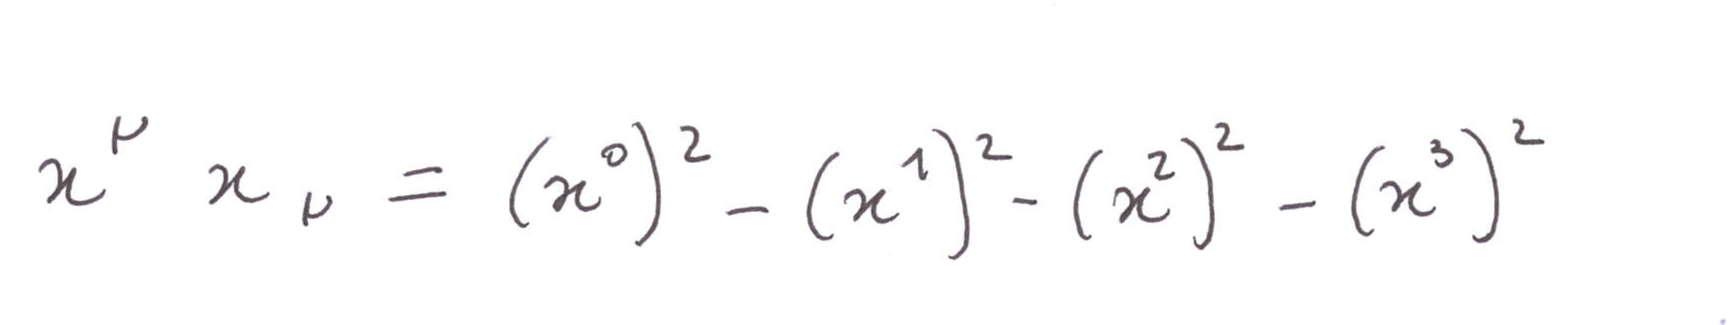 x^μ x_μ = (x^0)^2 - (x^1)^2 - (x^2)^2 - (x^3)^2